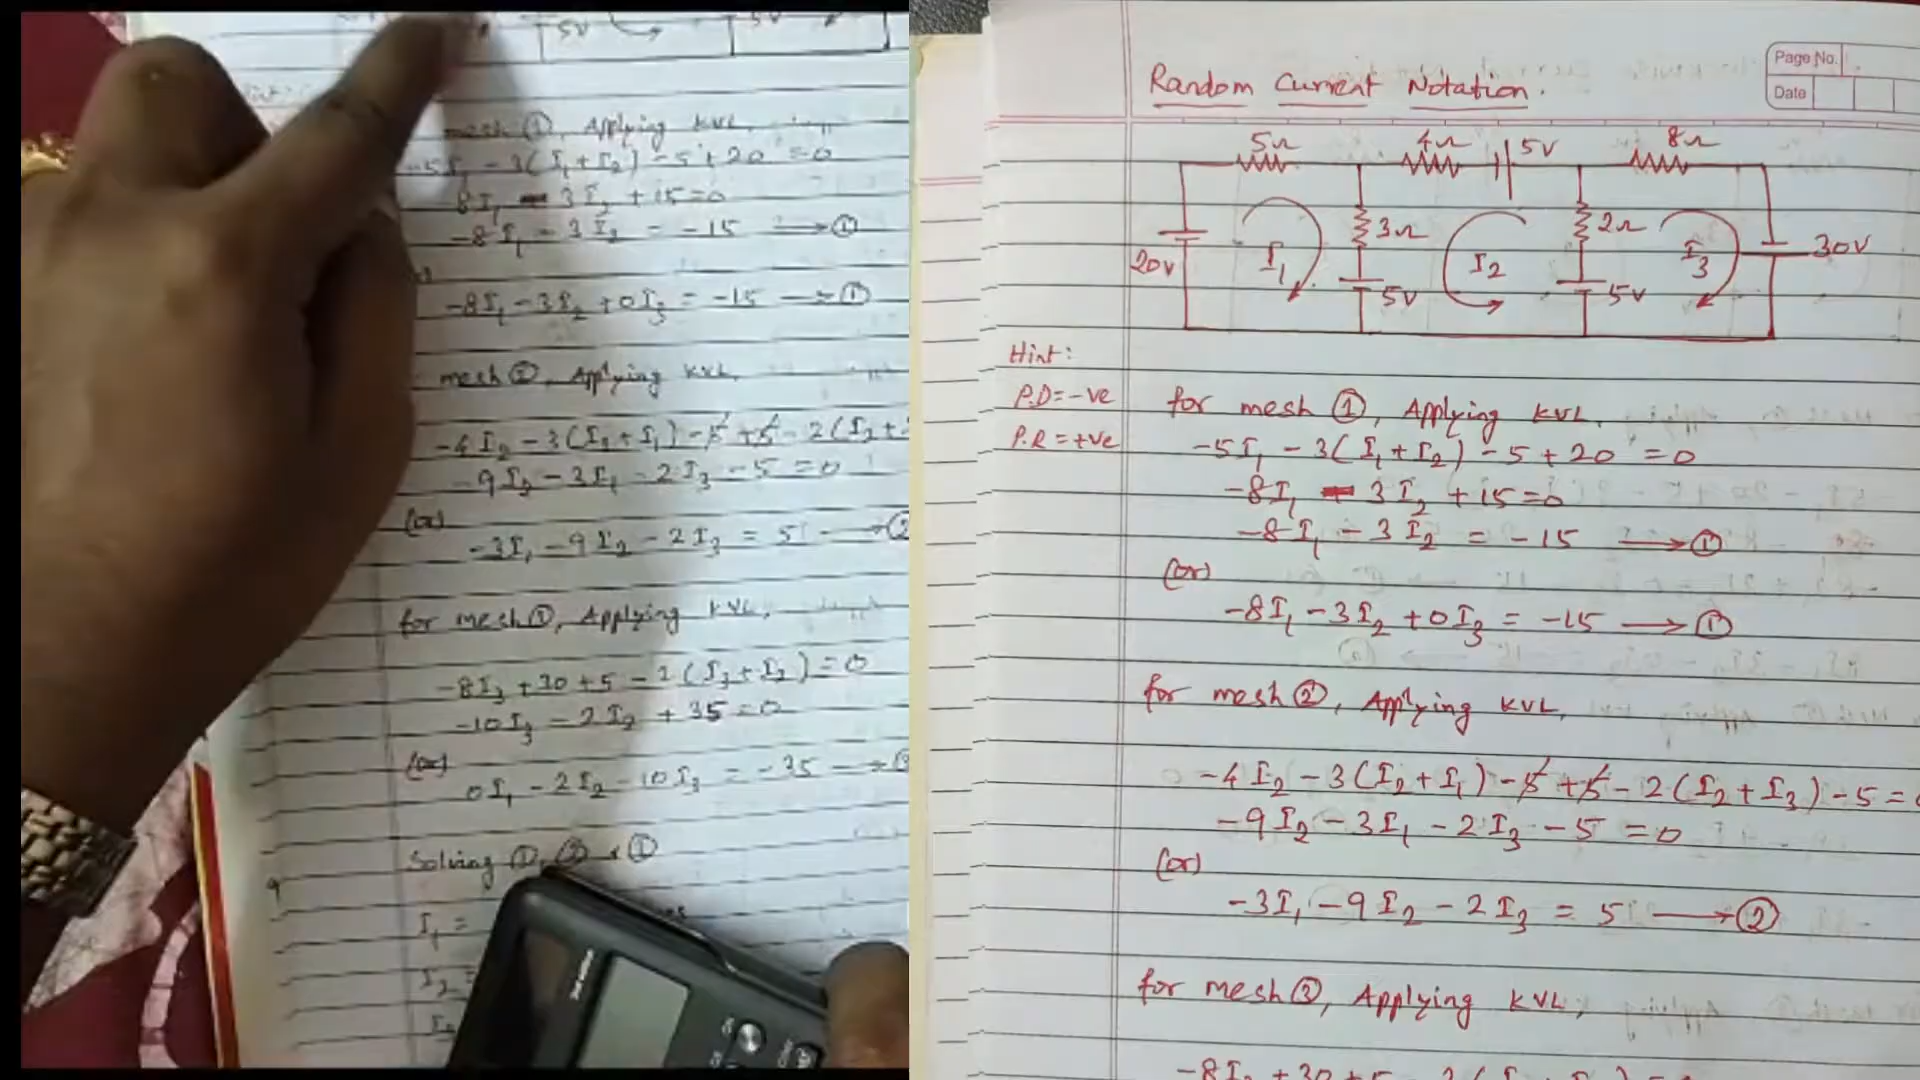 5V
5V
mesh ①, Applying KVL,
-5I₁ - 3(I₁+I₂) - 5 + 20 = 0
-8I₁ - 3I₂ + 15 = 0
-8I₁ - 3I₂ = -15 → ①
-8I₁ - 3I₂ + 0I₃ = -15 → ①
mesh ②, Applying KVL,
-4I₂ - 3(I₂+I₁) - 5 + 5 - 2(I₂+
-9I₂ - 3I₁ - 2I₃ - 5 = 0
(or)
-3I₁ - 9I₂ - 2I₃ = 5 → ②
for mesh ③, Applying KVL,
-8I₃ + 30 + 5 - 2(I₃+I₂) = 0
-10I₃ - 2I₂ + 35 = 0
(or)
0I₁ - 2I₂ - 10I₃ = -35 → ③
Solving ①, ② & ③
I₁ =
I₂ =
I₃
Page No.
Date
Random Current Notation.
5Ω 4Ω 5V 8Ω
3Ω 2Ω
20V I₁ 5V I₂ 5V I₃ 30V
Hint:
P.D = -ve
P.R = +ve
for mesh ①, Applying KVL,
-5I₁ - 3(I₁+I₂) - 5 + 20 = 0
-8I₁ - 3I₂ + 15 = 0
-8I₁ - 3I₂ = -15 → ①
(or)
-8I₁ - 3I₂ + 0I₃ = -15 → ①
for mesh ②, Applying KVL,
-4I₂ - 3(I₂+I₁) - 5 + 5 - 2(I₂+I₃) - 5 =
-9I₂ - 3I₁ - 2I₃ - 5 = 0
(or)
-3I₁ - 9I₂ - 2I₃ = 5 → ②
for mesh ③, Applying KVL,